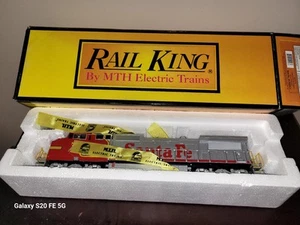 RAIL KING®
By MTH Electric Trains
Santa Fe
Galaxy S20 FE 5G